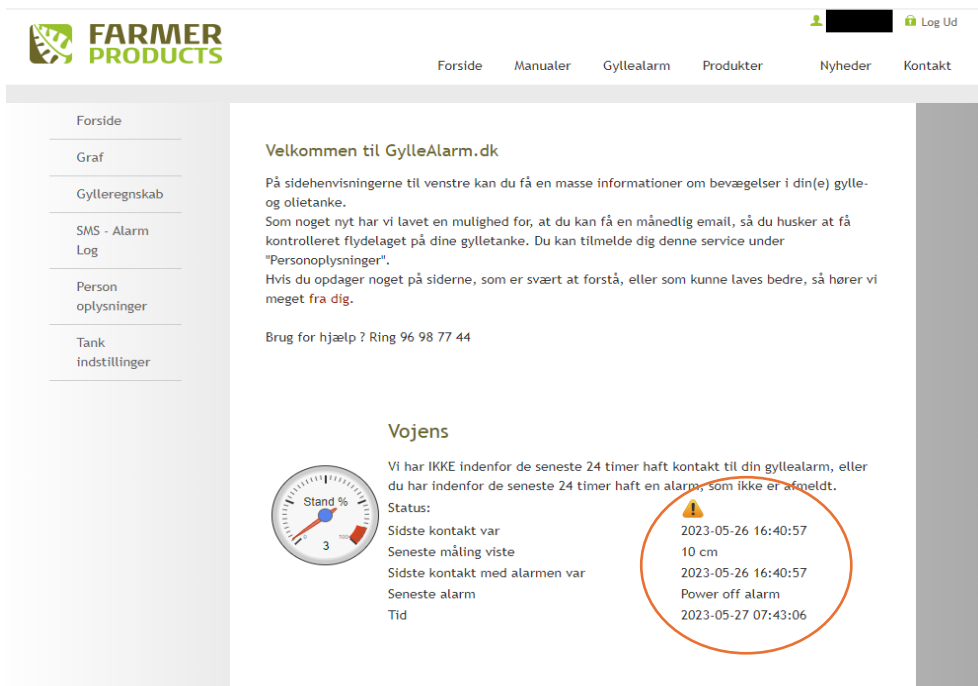 FARMER
PRODUCTS
Log Ud
Forside Manualer Gyllealarm Produkter Nyheder Kontakt
Forside
Graf
Gylleregnskab
SMS - Alarm
Log
Person
oplysninger
Tank
indstillinger
Velkommen til GylleAlarm.dk
På sidehenvisningerne til venstre kan du få en masse informationer om bevægelser i din(e) gylle-
og olietanke.
Som noget nyt har vi lavet en mulighed for, at du kan få en månedlig email, så du husker at få
kontrolleret flydelaget på dine gylletanke. Du kan tilmelde dig denne service under
"Personoplysninger".
Hvis du opdager noget på siderne, som er svært at forstå, eller som kunne laves bedre, så hører vi
meget fra dig.
Brug for hjælp ? Ring 96 98 77 44
Vojens
Vi har IKKE indenfor de seneste 24 timer haft kontakt til din gyllealarm, eller
du har indenfor de seneste 24 timer haft en alarm, som ikke er afmeldt.
Stand %
0 100
3
Status:
Sidste kontakt var 2023-05-26 16:40:57
Seneste måling viste 10 cm
Sidste kontakt med alarmen var 2023-05-26 16:40:57
Seneste alarm Power off alarm
Tid 2023-05-27 07:43:06